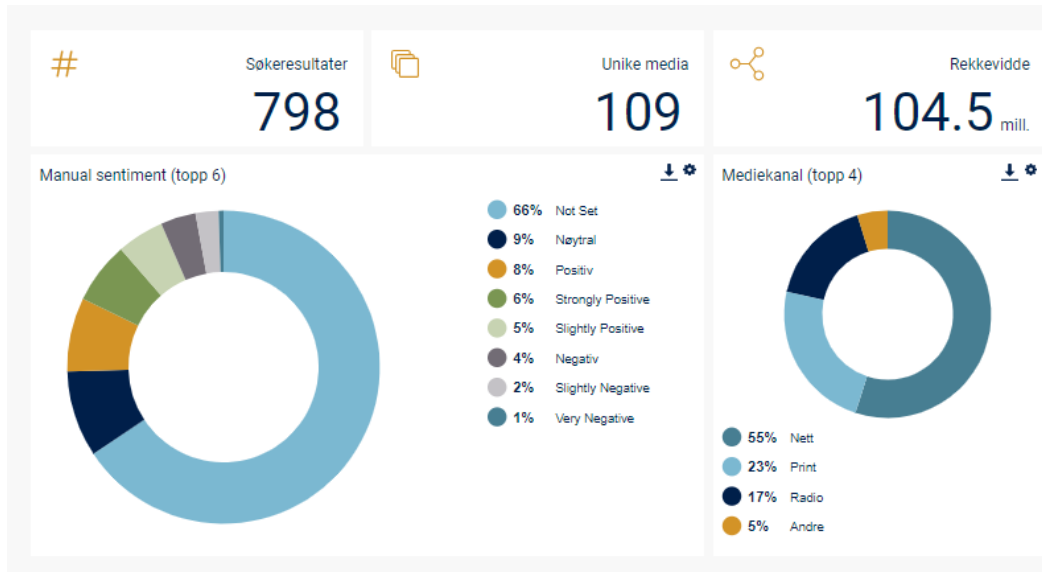 #
Søkeresultater
798
Unike media
109
Rekkevidde
104.5 mill.
Manual sentiment (topp 6)
66% Not Set
9% Nøytral
8% Positiv
6% Strongly Positive
5% Slightly Positive
4% Negativ
2% Slightly Negative
1% Very Negative
Mediekanal (topp 4)
55% Nett
23% Print
17% Radio
5% Andre